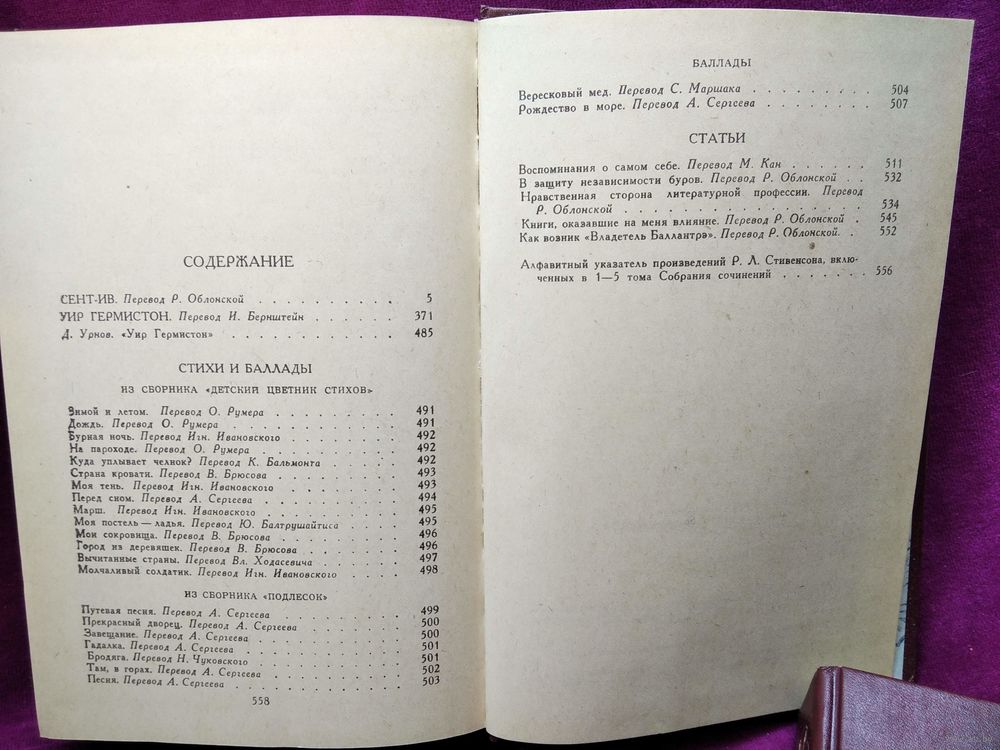 СОДЕРЖАНИЕ
СЕНТ-ИВ. Перевод Р. Облонской . . . . . . . . . . 5
УИР ГЕРМИСТОН. Перевод И. Бернштейн . . . . . . 371
Д. Урнов. «Уир Гермистон» . . . . . . . . . . . . 485
СТИХИ И БАЛЛАДЫ
ИЗ СБОРНИКА «ДЕТСКИЙ ЦВЕТНИК СТИХОВ»
Зимой и летом. Перевод О. Румера . . . . . . . . . 491
Дождь. Перевод О. Румера . . . . . . . . . . . . 491
Бурная ночь. Перевод Игн. Ивановского . . . . . . . 492
На пароходе. Перевод О. Румера . . . . . . . . . . 492
Куда уплывает челнок? Перевод К. Бальмонта . . . . . 492
Страна кровати. Перевод В. Брюсова . . . . . . . . 493
Моя тень. Перевод Игн. Ивановского . . . . . . . . 493
Перед сном. Перевод А. Сергеева . . . . . . . . . 494
Марш. Перевод Игн. Ивановского . . . . . . . . . . 495
Моя постель — ладья. Перевод Ю. Балтрушайтиса . . . . 495
Мои сокровища. Перевод В. Брюсова . . . . . . . . 496
Город из деревяшек. Перевод В. Брюсова . . . . . . 496
Вычитанные страны. Перевод Вл. Ходасевича . . . . . 497
Молчаливый солдатик. Перевод Игн. Ивановского . . . . 498
ИЗ СБОРНИКА «ПОДЛЕСОК»
Путевая песня. Перевод А. Сергеева . . . . . . . . 499
Прекрасный дворец. Перевод А. Сергеева . . . . . . . 500
Завещание. Перевод А. Сергеева . . . . . . . . . . 500
Гадалка. Перевод А. Сергеева . . . . . . . . . . . 501
Бродяга. Перевод Н. Чуковского . . . . . . . . . . 501
Там, в горах. Перевод А. Сергеева . . . . . . . . . 502
Песня. Перевод А. Сергеева . . . . . . . . . . . . 503
558
БАЛЛАДЫ
Вересковый мед. Перевод С. Маршака . . . . . . . . 504
Рождество в море. Перевод А. Сергеева . . . . . . . 507
СТАТЬИ
Воспоминания о самом себе. Перевод М. Кан . . . . . . 511
В защиту независимости буров. Перевод Р. Облонской . . 532
Нравственная сторона литературной профессии. Перевод
Р. Облонской . . . . . . . . . . . . . . . . 534
Книги, оказавшие на меня влияние. Перевод Р. Облонской . 545
Как возник «Владетель Баллантрэ». Перевод Р. Облонской. . 552
Алфавитный указатель произведений Р. Л. Стивенсона, вклю-
ченных в 1—5 тома Собрания сочинений . . . . . . . 556